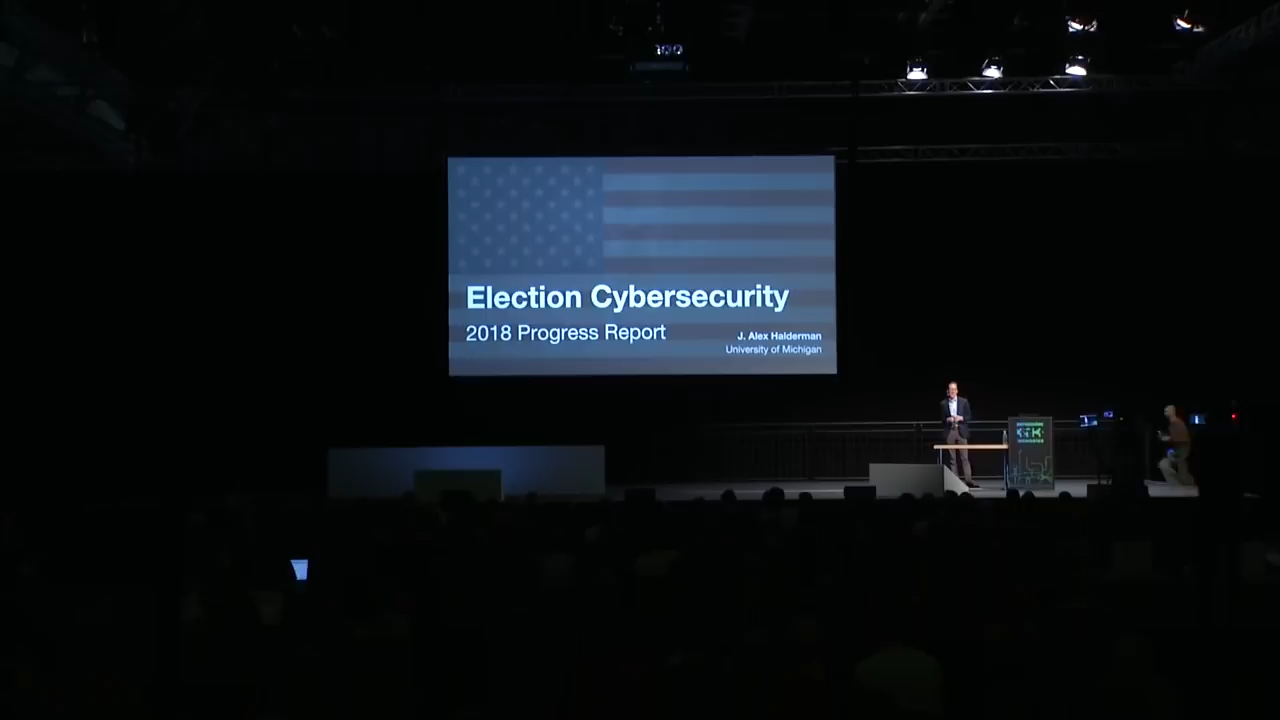 Election Cybersecurity
2018 Progress Report
J. Alex Halderman
University of Michigan